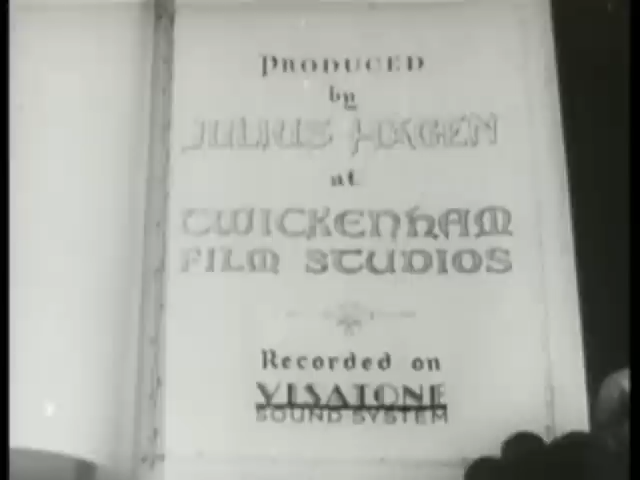 PRODUCED
by
JULIUS HAGEN
at
TWICKENHAM
FILM STUDIOS
Recorded on
VISATONE
SOUND SYSTEM